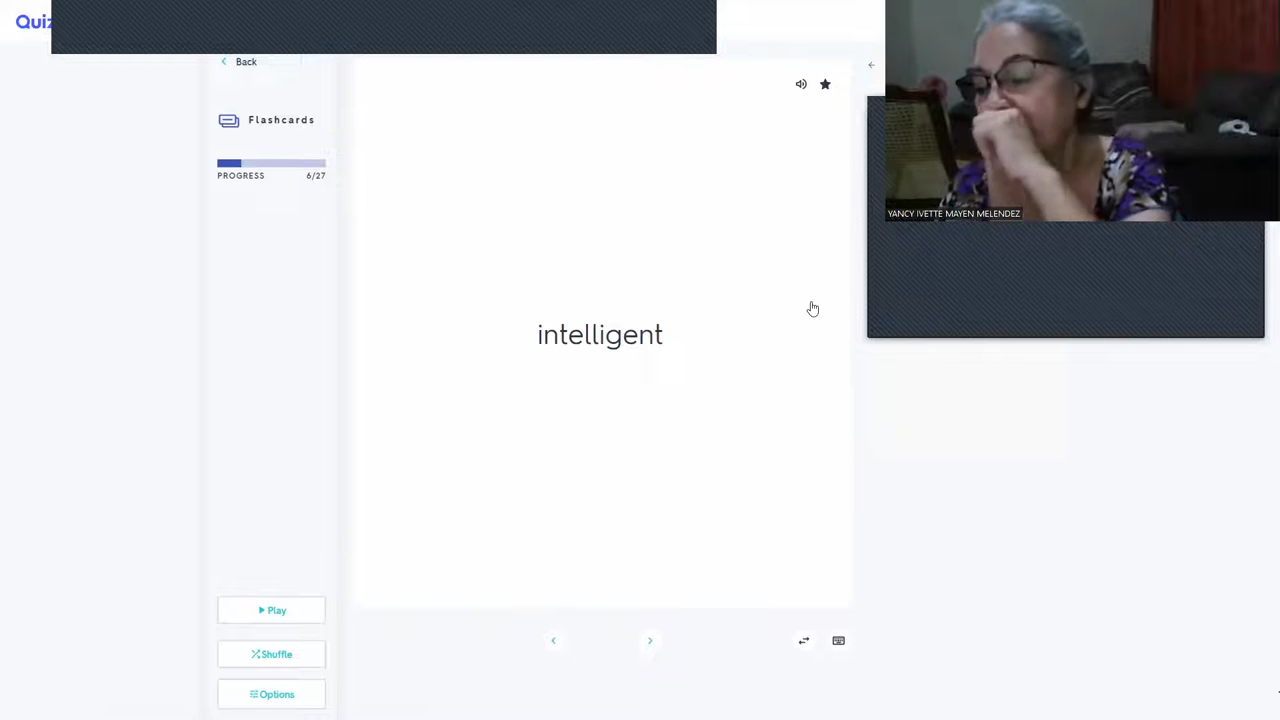 Quiz
Back
Flashcards
PROGRESS 6/27
intelligent
YANCY IVETTE MAYEN MELENDEZ
Play
Shuffle
Options